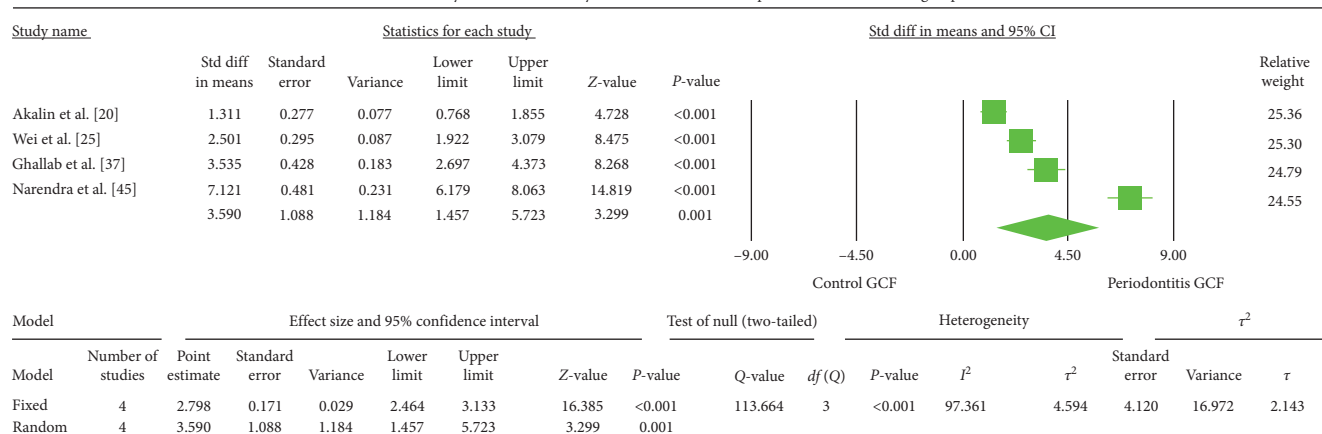 Study name Statistics for each study Std diff in means and 95% CI
Std diff in means Standard error Variance Lower limit Upper limit Z-value P-value Relative weight
Akalin et al. [20] 1.311 0.277 0.077 0.768 1.855 4.728 <0.001 25.36
Wei et al. [25] 2.501 0.295 0.087 1.922 3.079 8.475 <0.001 25.30
Ghallab et al. [37] 3.535 0.428 0.183 2.697 4.373 8.268 <0.001 24.79
Narendra et al. [45] 7.121 0.481 0.231 6.179 8.063 14.819 <0.001 24.55
3.590 1.088 1.184 1.457 5.723 3.299 0.001
−9.00 −4.50 0.00 4.50 9.00
Control GCF Periodontitis GCF
Model Effect size and 95% confidence interval Test of null (two-tailed) Heterogeneity τ²
Model Number of studies Point estimate Standard error Variance Lower limit Upper limit Z-value P-value Q-value df (Q) P-value I² τ² Standard error Variance τ
Fixed 4 2.798 0.171 0.029 2.464 3.133 16.385 <0.001 113.664 3 <0.001 97.361 4.594 4.120 16.972 2.143
Random 4 3.590 1.088 1.184 1.457 5.723 3.299 0.001